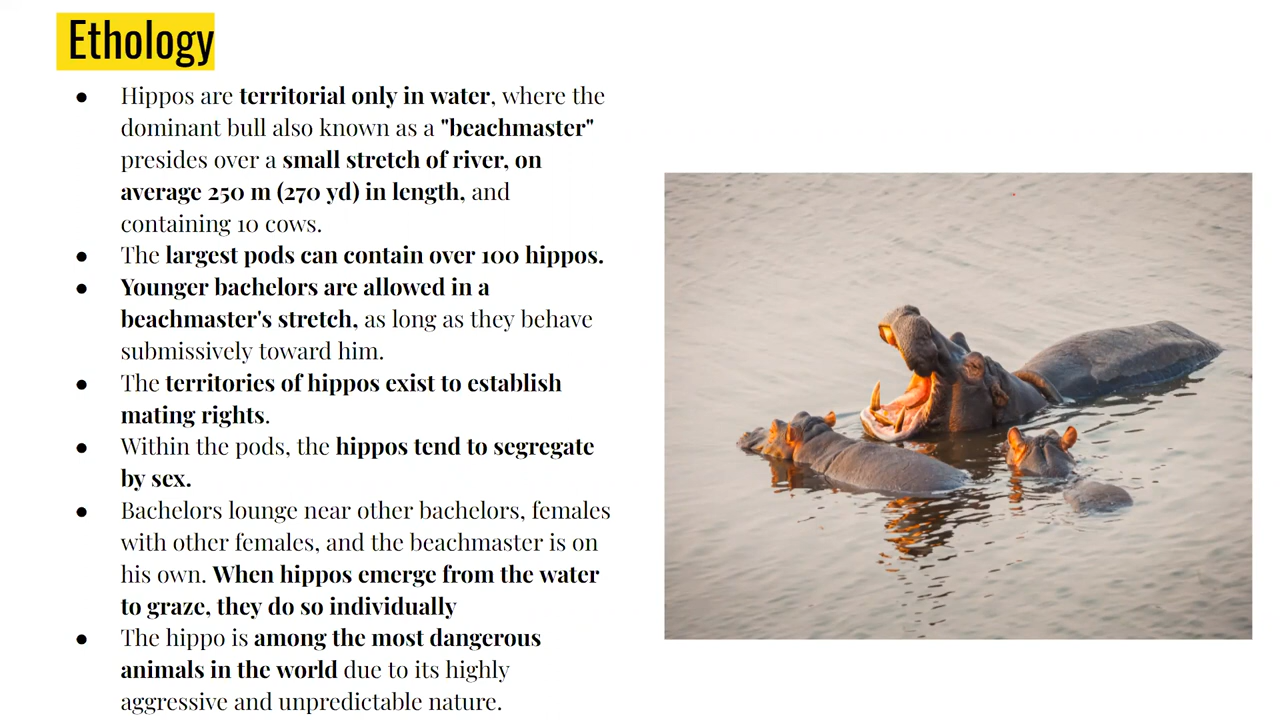 Ethology
● Hippos are territorial only in water, where the
dominant bull also known as a "beachmaster"
presides over a small stretch of river, on
average 250 m (270 yd) in length, and
containing 10 cows.
● The largest pods can contain over 100 hippos.
● Younger bachelors are allowed in a
beachmaster's stretch, as long as they behave
submissively toward him.
● The territories of hippos exist to establish
mating rights.
● Within the pods, the hippos tend to segregate
by sex.
● Bachelors lounge near other bachelors, females
with other females, and the beachmaster is on
his own. When hippos emerge from the water
to graze, they do so individually
● The hippo is among the most dangerous
animals in the world due to its highly
aggressive and unpredictable nature.